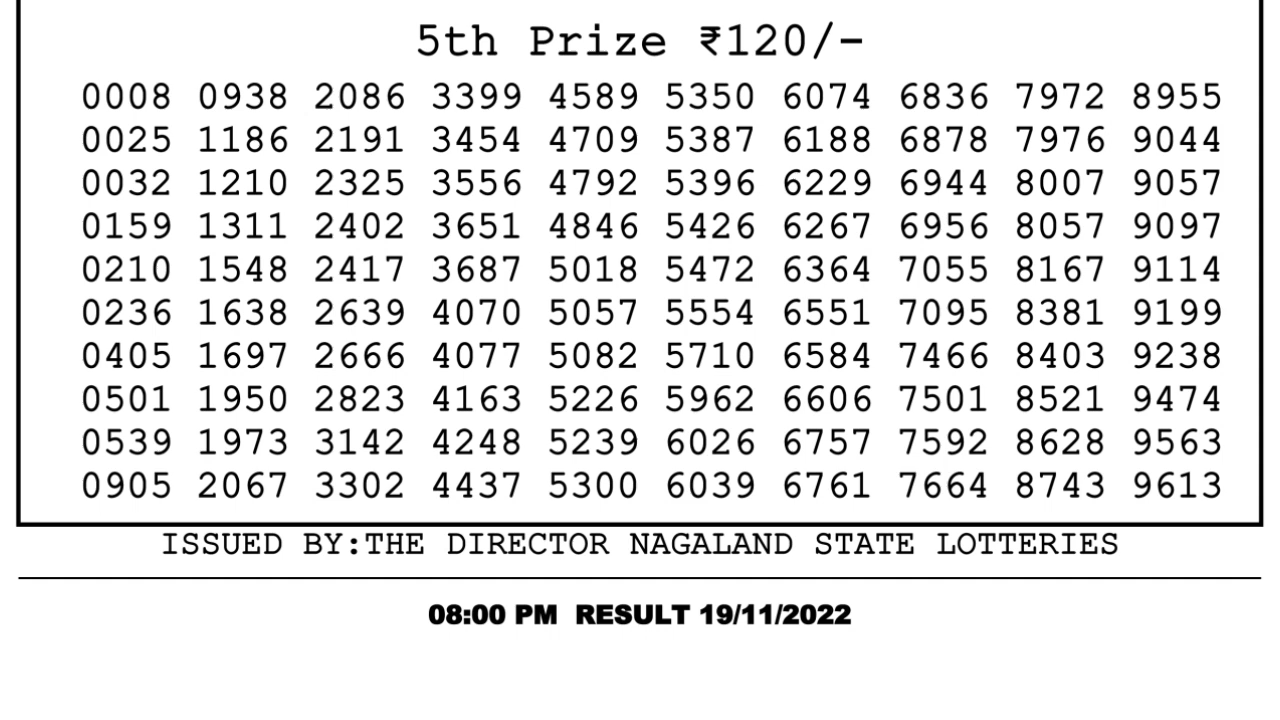 5th Prize ₹120/-
0008 0938 2086 3399 4589 5350 6074 6836 7972 8955
0025 1186 2191 3454 4709 5387 6188 6878 7976 9044
0032 1210 2325 3556 4792 5396 6229 6944 8007 9057
0159 1311 2402 3651 4846 5426 6267 6956 8057 9097
0210 1548 2417 3687 5018 5472 6364 7055 8167 9114
0236 1638 2639 4070 5057 5554 6551 7095 8381 9199
0405 1697 2666 4077 5082 5710 6584 7466 8403 9238
0501 1950 2823 4163 5226 5962 6606 7501 8521 9474
0539 1973 3142 4248 5239 6026 6757 7592 8628 9563
0905 2067 3302 4437 5300 6039 6761 7664 8743 9613
ISSUED BY:THE DIRECTOR NAGALAND STATE LOTTERIES
08:00 PM RESULT 19/11/2022